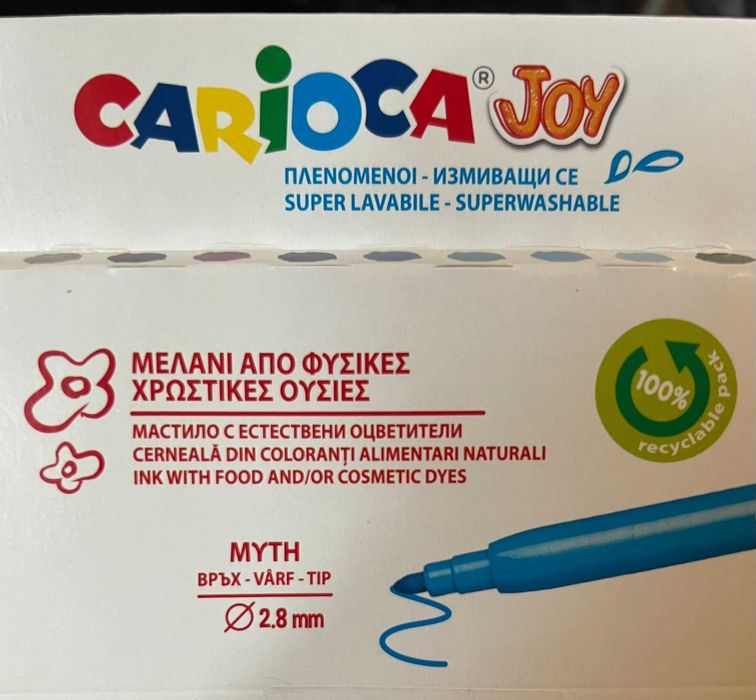 CARIOCA® JOY
ΠΛΕΝΟΜΕΝΟΙ - ИЗМИВАЩИ СЕ
SUPER LAVABILE - SUPERWASHABLE
ΜΕΛΑΝΙ ΑΠΟ ΦΥΣΙΚΕΣ
ΧΡΩΣΤΙΚΕΣ ΟΥΣΙΕΣ
МАСТИЛО С ЕСТЕСТВЕНИ ОЦВЕТИТЕЛИ
CERNEALĂ DIN COLORANȚI ALIMENTARI NATURALI
INK WITH FOOD AND/OR COSMETIC DYES
100%
recyclable pack
ΜΥΤΗ
ВРЪХ - VÂRF - TIP
Ø 2.8 mm